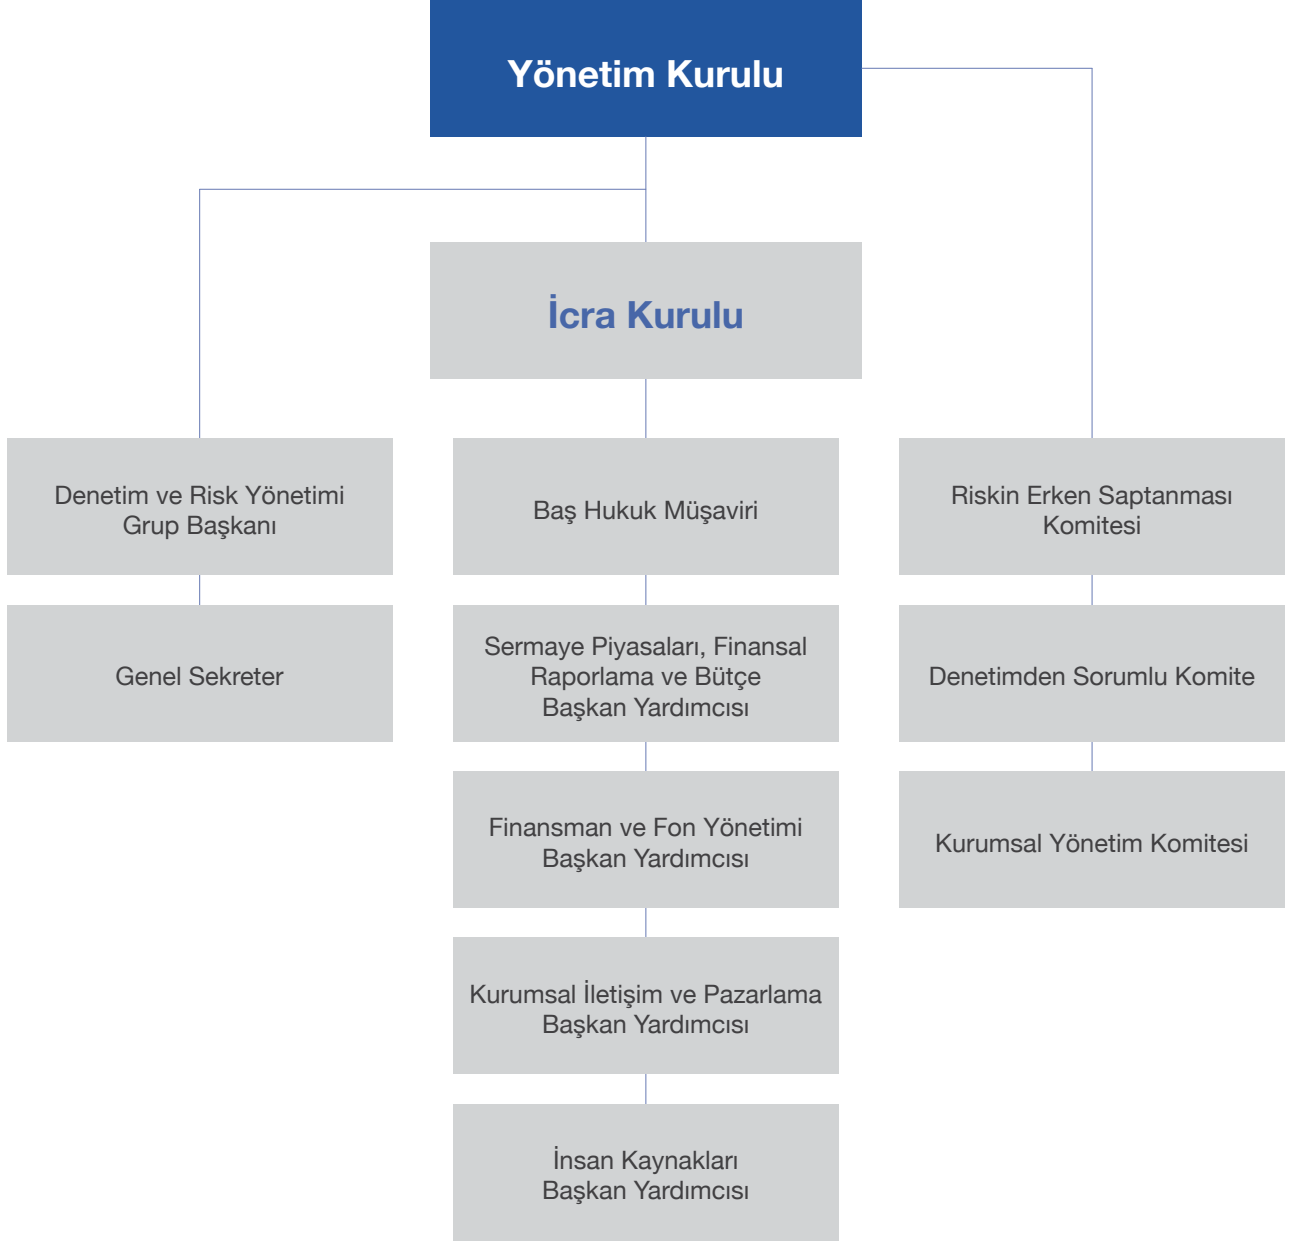 Yönetim Kurulu
İcra Kurulu
Denetim ve Risk Yönetimi
Grup Başkanı
Genel Sekreter
Baş Hukuk Müşaviri
Sermaye Piyasaları, Finansal
Raporlama ve Bütçe
Başkan Yardımcısı
Finansman ve Fon Yönetimi
Başkan Yardımcısı
Kurumsal İletişim ve Pazarlama
Başkan Yardımcısı
İnsan Kaynakları
Başkan Yardımcısı
Riskin Erken Saptanması
Komitesi
Denetimden Sorumlu Komite
Kurumsal Yönetim Komitesi